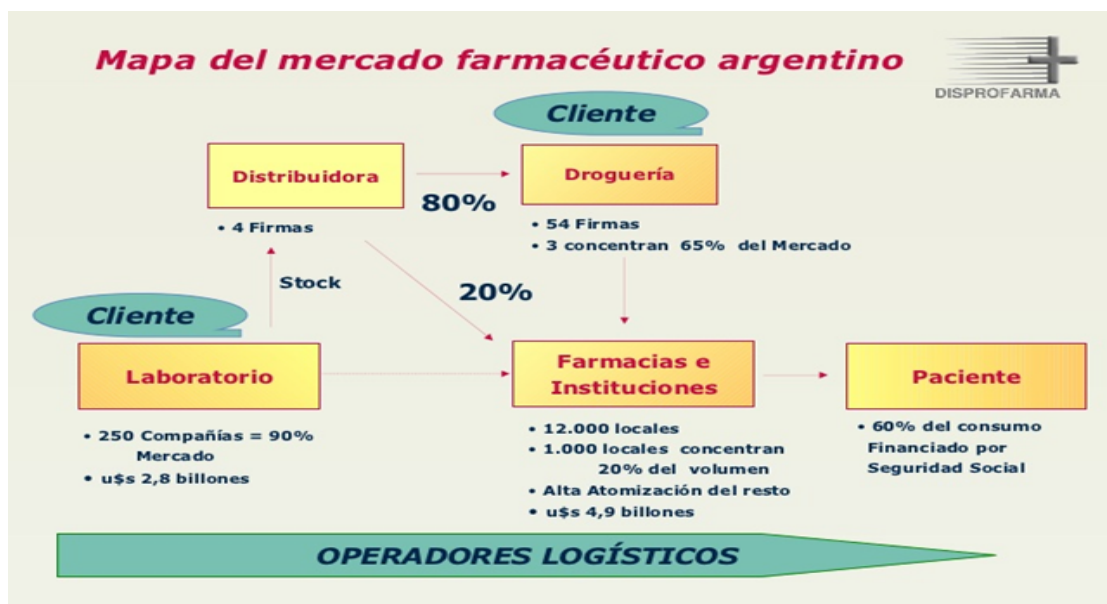 Mapa del mercado farmacéutico argentino
DISPROFARMA
Cliente
Distribuidora
Droguería
80%
• 4 Firmas
• 54 Firmas
• 3 concentran 65% del Mercado
Stock
20%
Cliente
Laboratorio
Farmacias e
Instituciones
Paciente
• 250 Compañías = 90%
Mercado
• u$s 2,8 billones
• 12.000 locales
• 1.000 locales concentran
20% del volumen
• Alta Atomización del resto
• u$s 4,9 billones
• 60% del consumo
Financiado por
Seguridad Social
OPERADORES LOGÍSTICOS